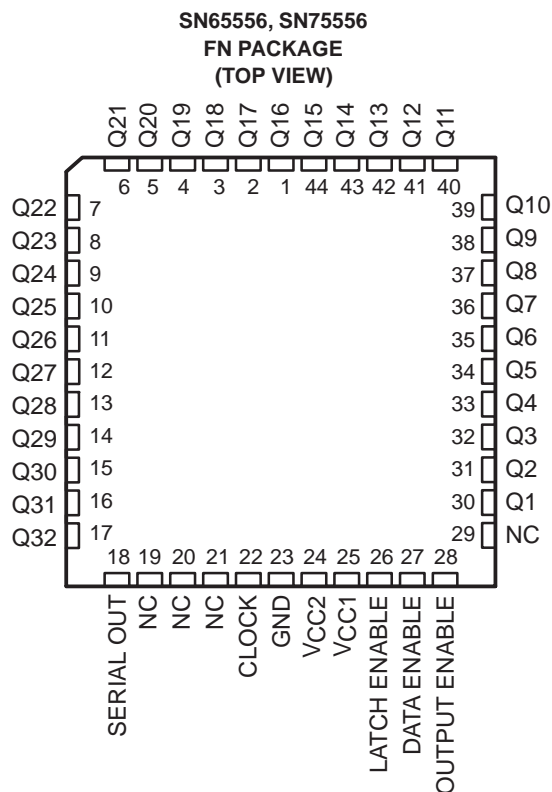 SN65556, SN75556
FN PACKAGE
(TOP VIEW)
Q21 Q20 Q19 Q18 Q17 Q16 Q15 Q14 Q13 Q12 Q11
6 5 4 3 2 1 44 43 42 41 40
Q22 7 39 Q10
Q23 8 38 Q9
Q24 9 37 Q8
Q25 10 36 Q7
Q26 11 35 Q6
Q27 12 34 Q5
Q28 13 33 Q4
Q29 14 32 Q3
Q30 15 31 Q2
Q31 16 30 Q1
Q32 17 29 NC
18 19 20 21 22 23 24 25 26 27 28
SERIAL OUT
NC
NC
NC
CLOCK
GND
VCC2
VCC1
LATCH ENABLE
DATA ENABLE
OUTPUT ENABLE